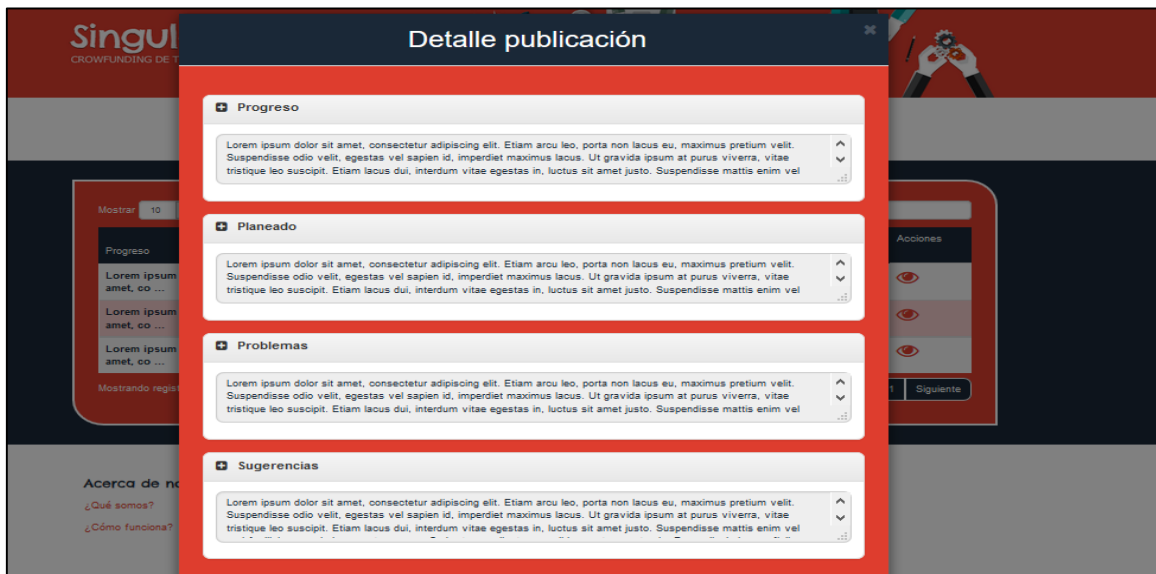 Singul
CROWFUNDING DE T
Detalle publicación
Progreso
Lorem ipsum dolor sit amet, consectetur adipiscing elit. Etiam arcu leo, porta non lacus eu, maximus pretium velit.
Suspendisse odio velit, egestas vel sapien id, imperdiet maximus lacus. Ut gravida ipsum at purus viverra, vitae
tristique leo suscipit. Etiam lacus dui, interdum vitae egestas in, luctus sit amet justo. Suspendisse mattis enim vel
Planeado
Lorem ipsum dolor sit amet, consectetur adipiscing elit. Etiam arcu leo, porta non lacus eu, maximus pretium velit.
Suspendisse odio velit, egestas vel sapien id, imperdiet maximus lacus. Ut gravida ipsum at purus viverra, vitae
tristique leo suscipit. Etiam lacus dui, interdum vitae egestas in, luctus sit amet justo. Suspendisse mattis enim vel
Problemas
Lorem ipsum dolor sit amet, consectetur adipiscing elit. Etiam arcu leo, porta non lacus eu, maximus pretium velit.
Suspendisse odio velit, egestas vel sapien id, imperdiet maximus lacus. Ut gravida ipsum at purus viverra, vitae
tristique leo suscipit. Etiam lacus dui, interdum vitae egestas in, luctus sit amet justo. Suspendisse mattis enim vel
Sugerencias
Lorem ipsum dolor sit amet, consectetur adipiscing elit. Etiam arcu leo, porta non lacus eu, maximus pretium velit.
Suspendisse odio velit, egestas vel sapien id, imperdiet maximus lacus. Ut gravida ipsum at purus viverra, vitae
tristique leo suscipit. Etiam lacus dui, interdum vitae egestas in, luctus sit amet justo. Suspendisse mattis enim vel
Mostrar 10
Progreso
Acciones
Lorem ipsum
amet, co ...
Lorem ipsum
amet, co ...
Lorem ipsum
amet, co ...
Mostrando regist
1 Siguiente
Acerca de no
¿Qué somos?
¿Cómo funciona?